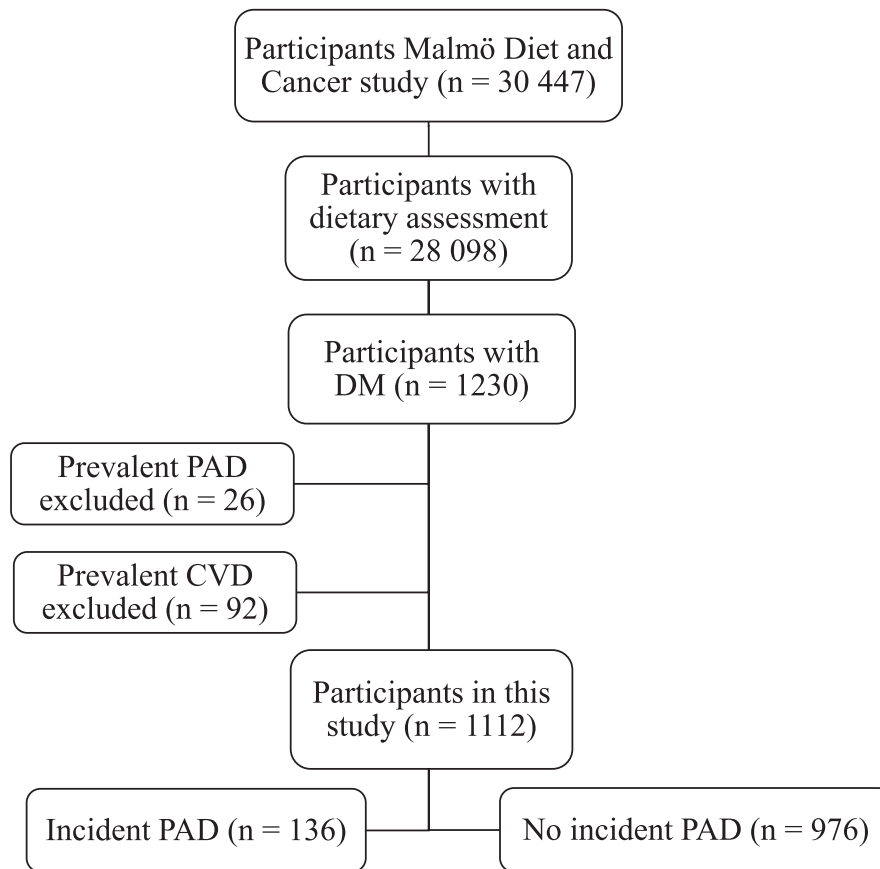 Participants Malmö Diet and
Cancer study (n = 30 447)
Participants with
dietary assessment
(n = 28 098)
Participants with
DM (n = 1230)
Prevalent PAD
excluded (n = 26)
Prevalent CVD
excluded (n = 92)
Participants in this
study (n = 1112)
Incident PAD (n = 136)
No incident PAD (n = 976)